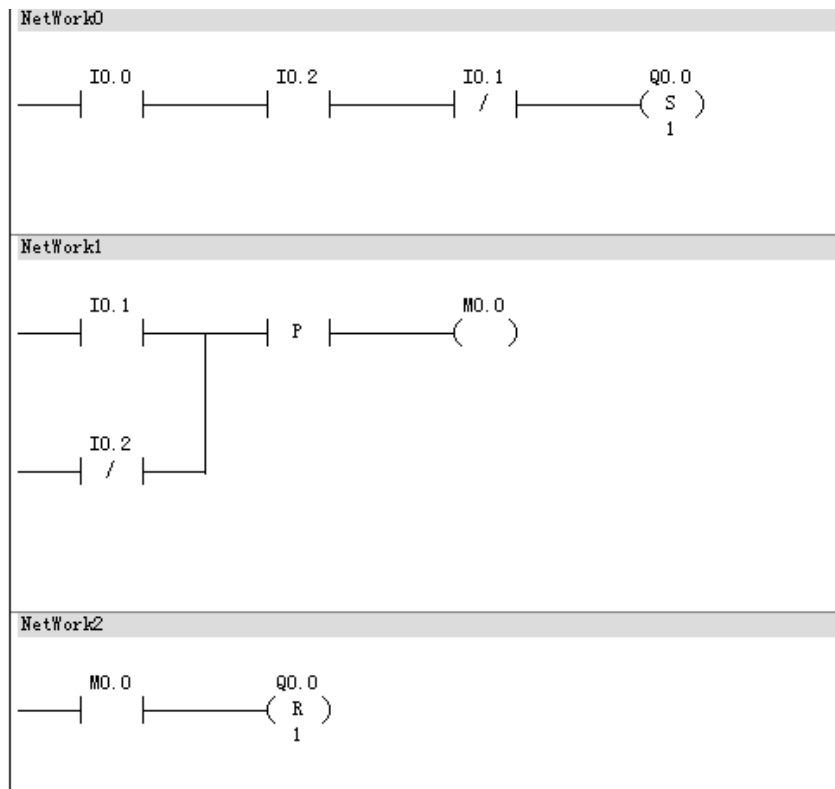 NetWork0
I0.0 I0.2 I0.1 Q0.0
/ S
1
NetWork1
I0.1 M0.0
P
I0.2
/
NetWork2
M0.0 Q0.0
R
1